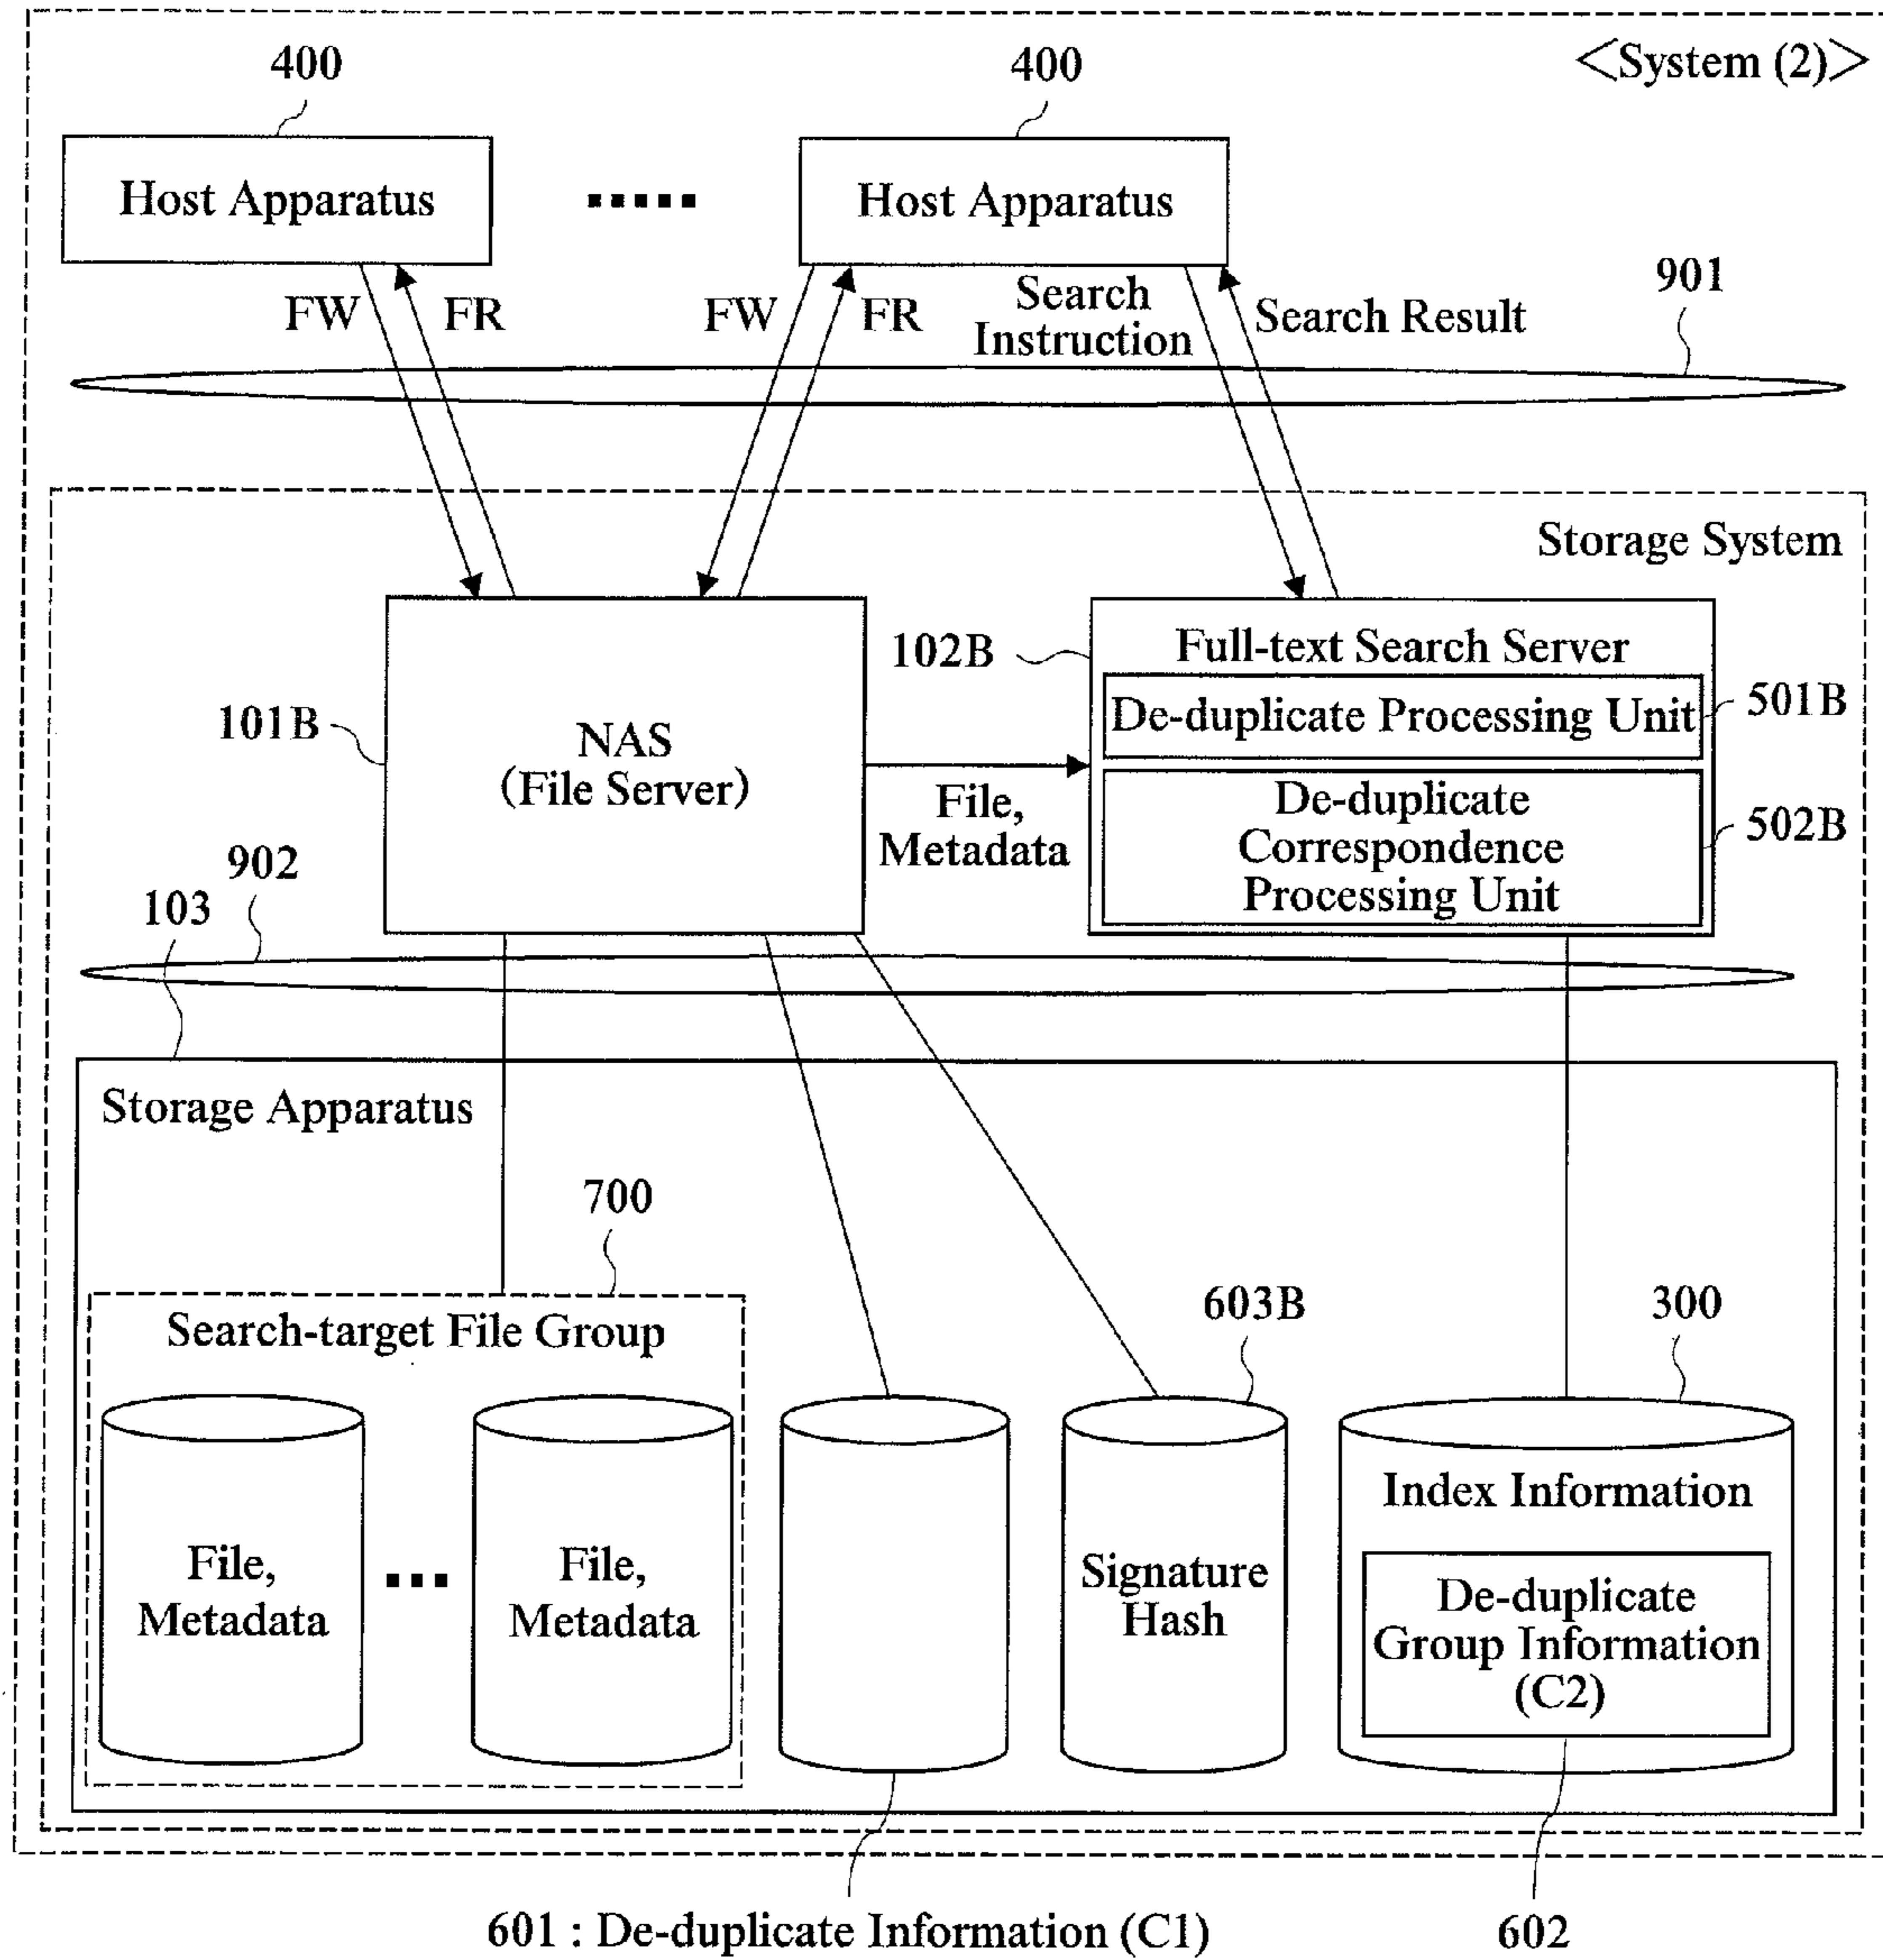 <System (2)>
400
400
Host Apparatus
Host Apparatus
FW
FR
FW
FR
Search
Instruction
Search Result
901
Storage System
102B
Full-text Search Server
De-duplicate Processing Unit
501B
101B
NAS
(File Server)
File,
Metadata
De-duplicate
Correspondence
Processing Unit
502B
902
103
Storage Apparatus
700
Search-target File Group
603B
300
File,
Metadata
File,
Metadata
Signature
Hash
Index Information
De-duplicate
Group Information
(C2)
601 : De-duplicate Information (C1)
602